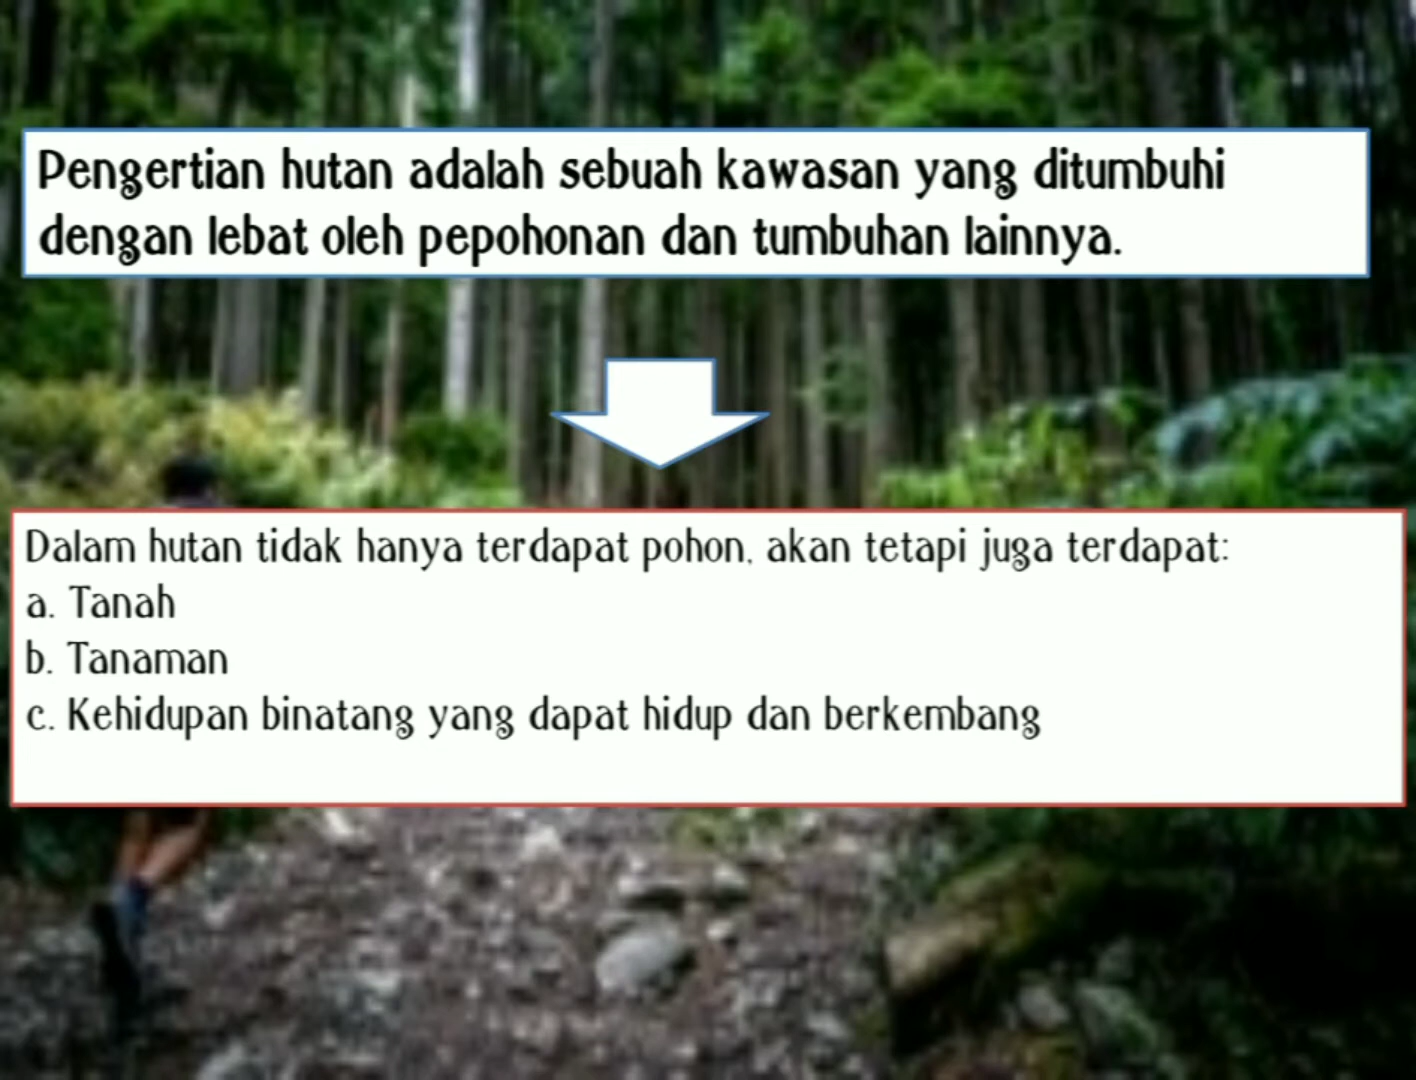 Pengertian hutan adalah sebuah kawasan yang ditumbuhi
dengan lebat oleh pepohonan dan tumbuhan lainnya.
Dalam hutan tidak hanya terdapat pohon, akan tetapi juga terdapat:
a. Tanah
b. Tanaman
c. Kehidupan binatang yang dapat hidup dan berkembang